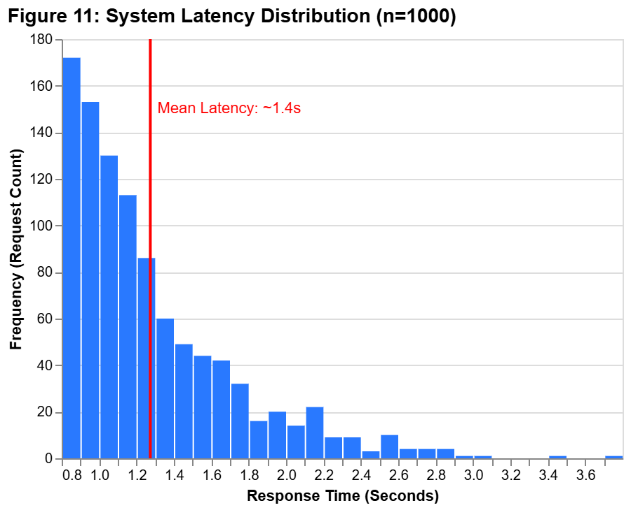 Figure 11: System Latency Distribution (n=1000)
180
160
140
120
100
80
60
40
20
0
Frequency (Request Count)
Mean Latency: ~1.4s
0.8 1.0 1.2 1.4 1.6 1.8 2.0 2.2 2.4 2.6 2.8 3.0 3.2 3.4 3.6
Response Time (Seconds)